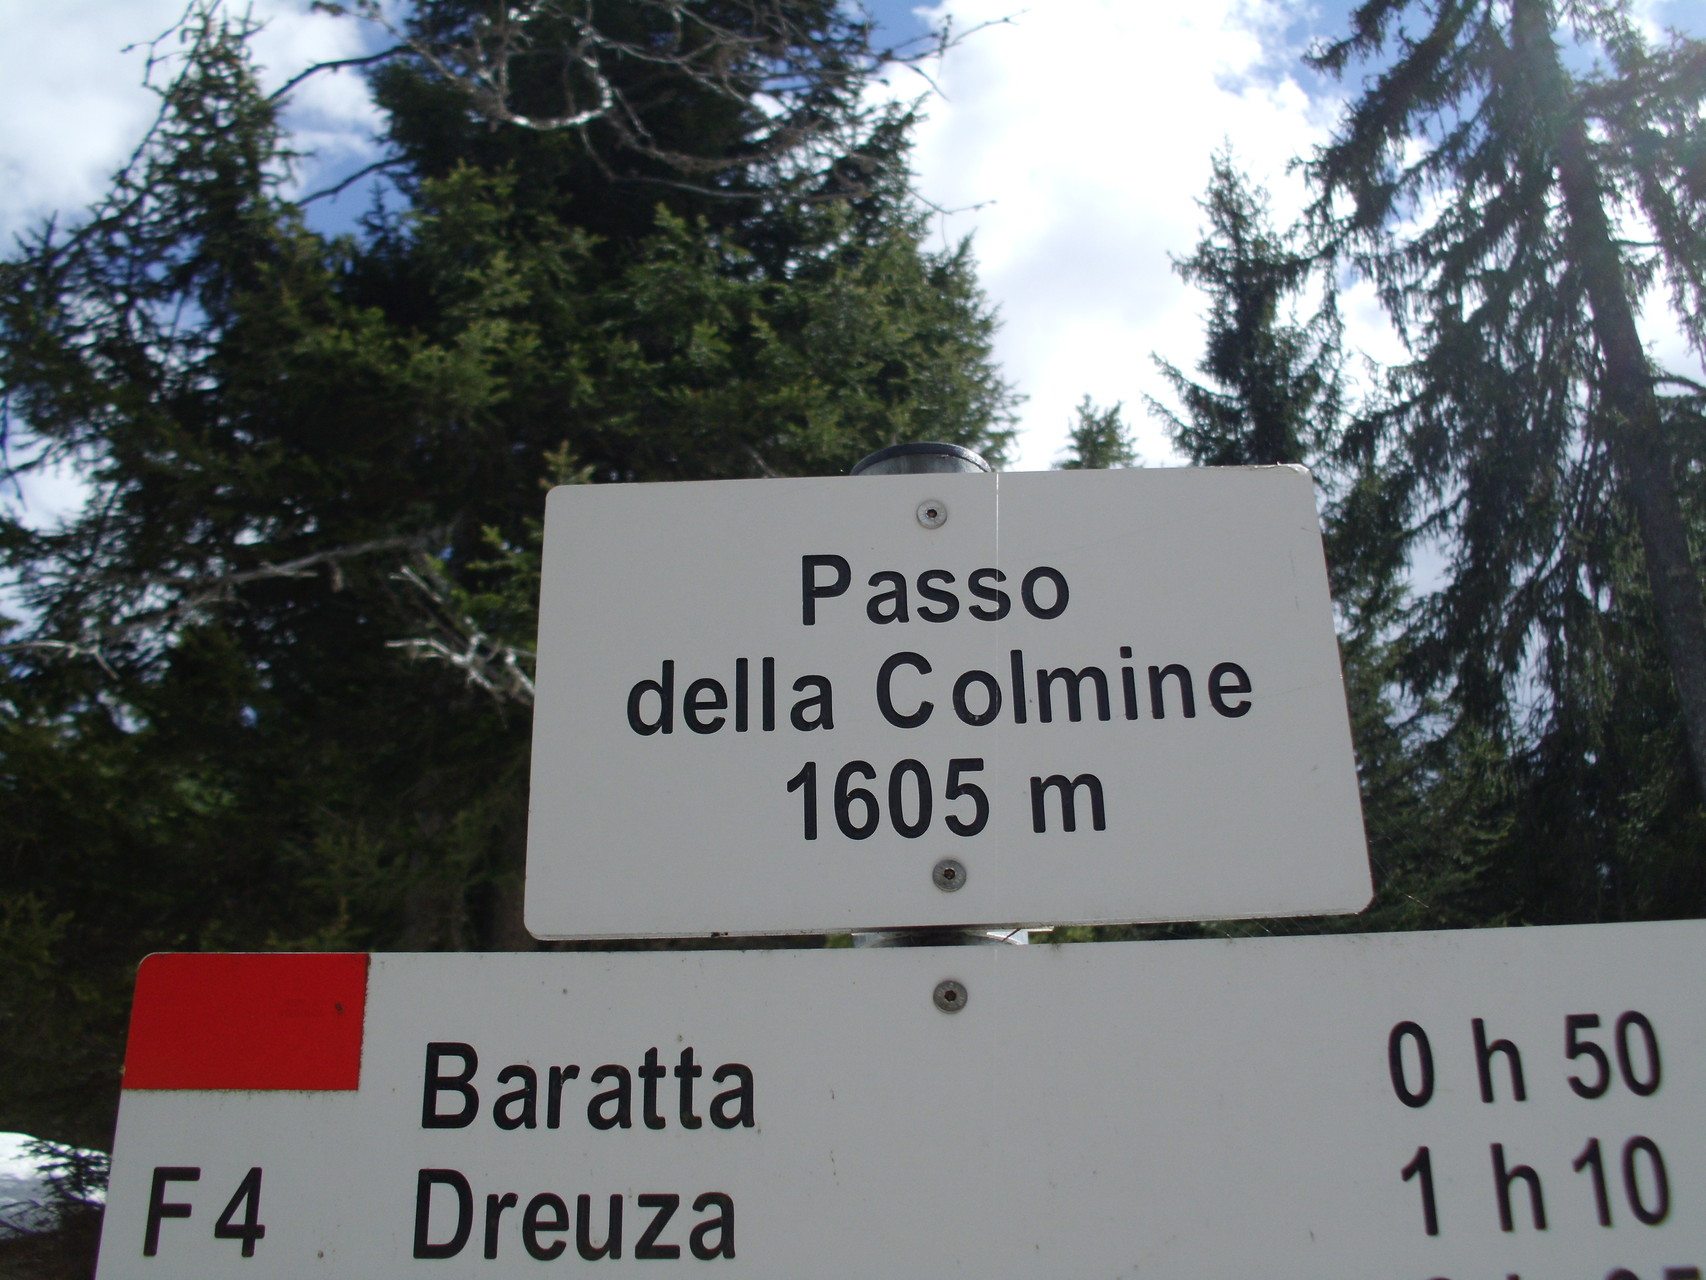 Passo
della Colmine
1605 m
Baratta 0 h 50
F4 Dreuza 1 h 10